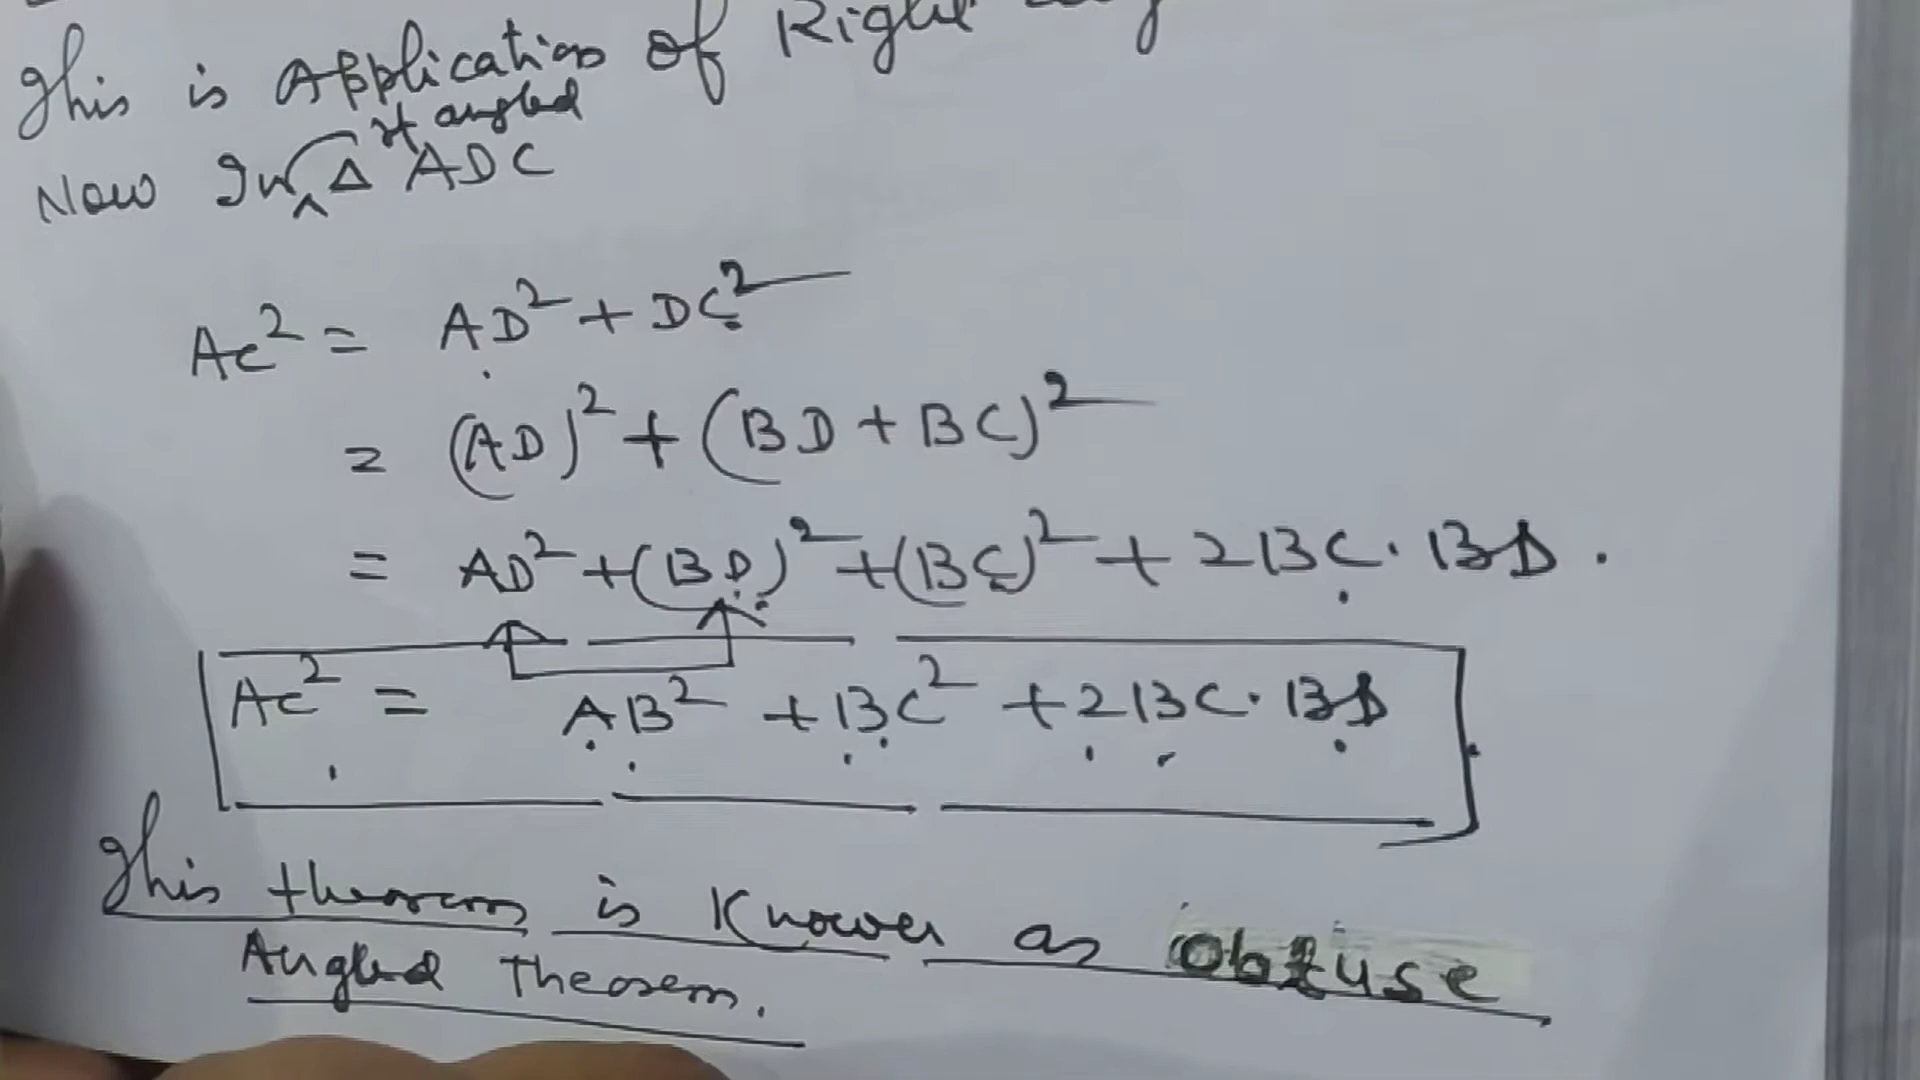 This is Application of Right
rt angled
Now In Δ ADC
AC² = AD² + DC²
= (AD)² + (BD + BC)²
= AD² + (BD)² + (BC)² + 2BC · BD .
AC² = AB² + BC² + 2BC · BD
This theorem is Known as obtuse
Angled Theorem.